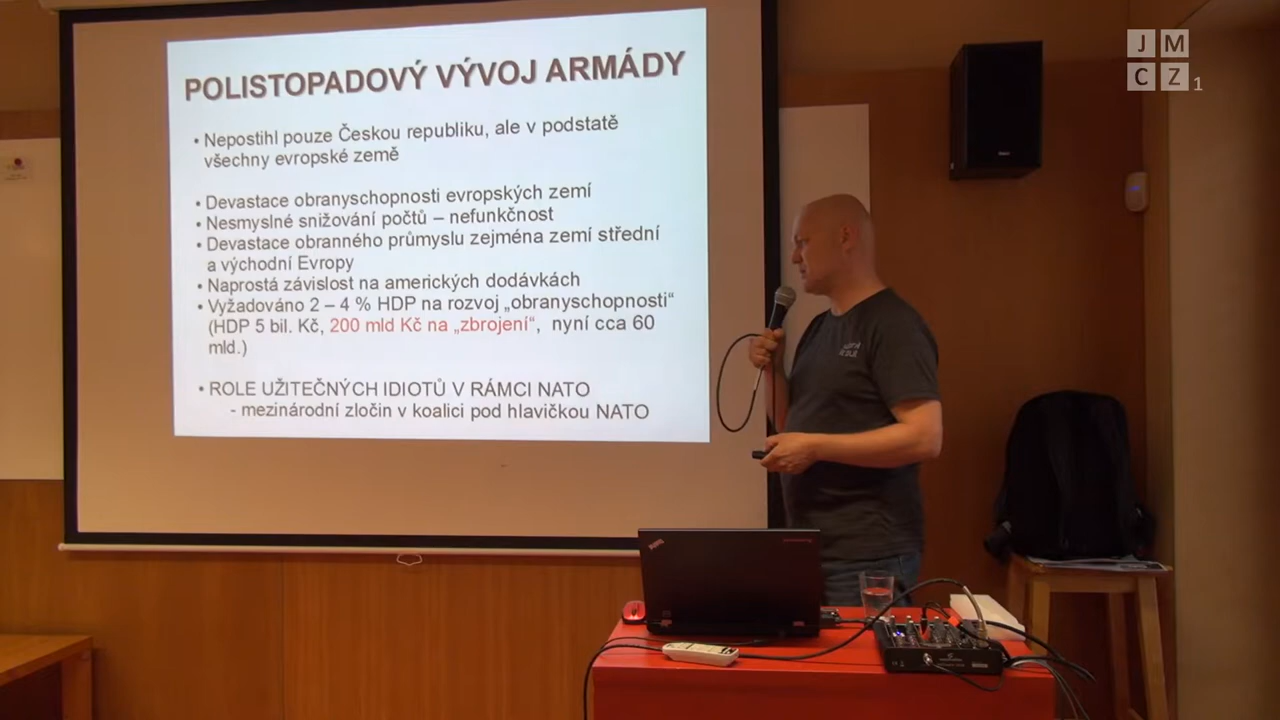 J M
C Z 1
POLISTOPADOVÝ VÝVOJ ARMÁDY
• Nepostihl pouze Českou republiku, ale v podstatě
všechny evropské země
• Devastace obranyschopnosti evropských zemí
• Nesmyslné snižování počtů – nefunkčnost
• Devastace obranného průmyslu zejména zemí střední
a východní Evropy
• Naprostá závislost na amerických dodávkách
• Vyžadováno 2 – 4 % HDP na rozvoj „obranyschopnosti“
(HDP 5 bil. Kč, 200 mld Kč na „zbrojení“, nyní cca 60
mld.)
• ROLE UŽITEČNÝCH IDIOTŮ V RÁMCI NATO
- mezinárodní zločin v koalici pod hlavičkou NATO